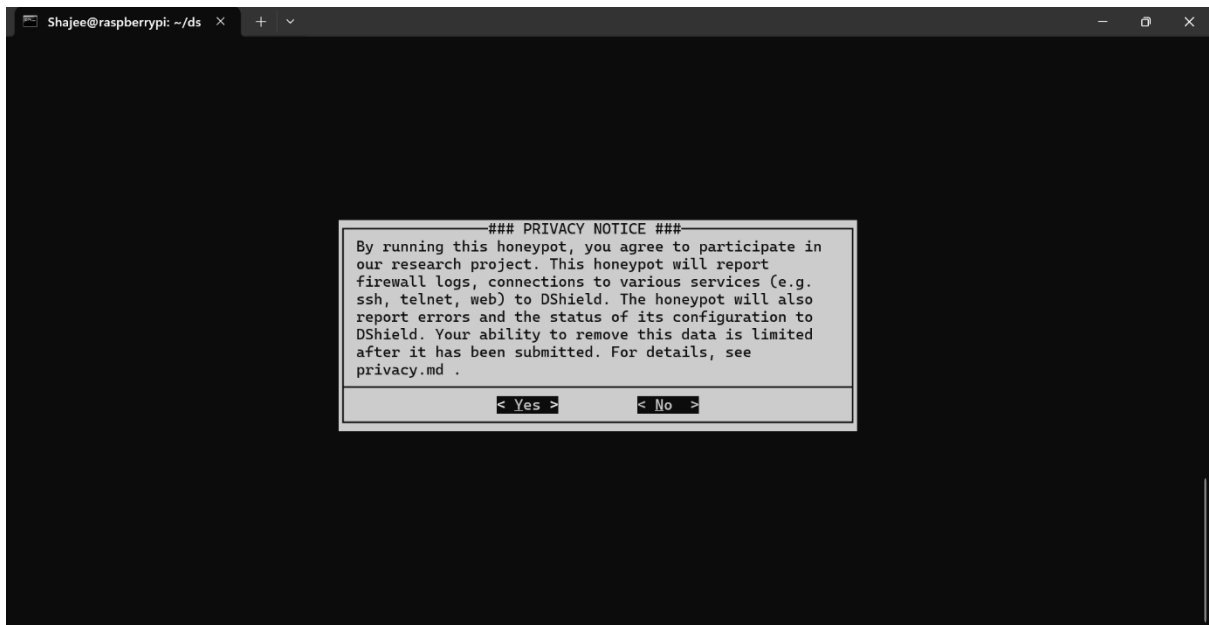 Shajee@raspberrypi: ~/ds
### PRIVACY NOTICE ###
By running this honeypot, you agree to participate in
our research project. This honeypot will report
firewall logs, connections to various services (e.g.
ssh, telnet, web) to DShield. The honeypot will also
report errors and the status of its configuration to
DShield. Your ability to remove this data is limited
after it has been submitted. For details, see
privacy.md .
< Yes > < No >